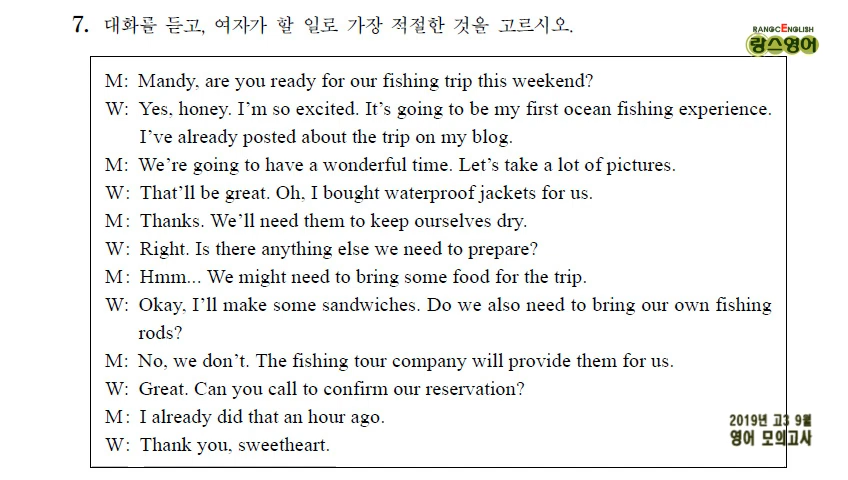 7. 대화를 듣고, 여자가 할 일로 가장 적절한 것을 고르시오.
RANGCENGLISH
랑스영어
M: Mandy, are you ready for our fishing trip this weekend?
W: Yes, honey. I'm so excited. It's going to be my first ocean fishing experience.
I've already posted about the trip on my blog.
M: We're going to have a wonderful time. Let's take a lot of pictures.
W: That'll be great. Oh, I bought waterproof jackets for us.
M: Thanks. We'll need them to keep ourselves dry.
W: Right. Is there anything else we need to prepare?
M: Hmm... We might need to bring some food for the trip.
W: Okay, I'll make some sandwiches. Do we also need to bring our own fishing
rods?
M: No, we don't. The fishing tour company will provide them for us.
W: Great. Can you call to confirm our reservation?
M: I already did that an hour ago.
W: Thank you, sweetheart.
2019년 고3 9월
영어 모의고사